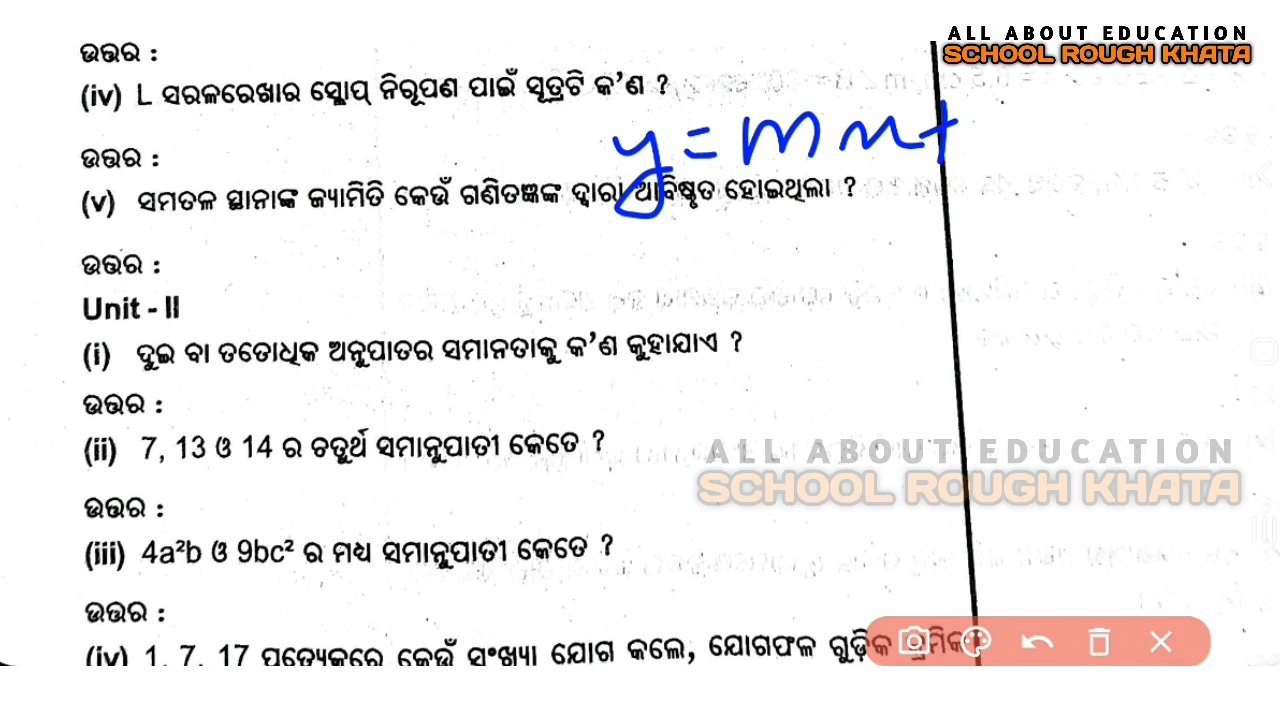 ALL ABOUT EDUCATION
SCHOOL ROUGH KHATA
ଉତ୍ତର :
(iv) L ସରଳରେଖାର ସ୍ଲୋପ୍ ନିରୂପଣ ପାଇଁ ସୂତ୍ରଟି କ'ଣ ?
y = mx +
ଉତ୍ତର :
(v) ସମତଳ ସ୍ଥାନାଙ୍କ ଜ୍ୟାମିତି କେଉଁ ଗଣିତଜ୍ଞଙ୍କ ଦ୍ୱାରା ଆବିଷ୍କୃତ ହୋଇଥିଲା ?
ଉତ୍ତର :
Unit - II
(i) ଦୁଇ ବା ତତୋଧିକ ଅନୁପାତର ସମାନତାକୁ କ'ଣ କୁହାଯାଏ ?
ଉତ୍ତର :
(ii) 7, 13 ଓ 14 ର ଚତୁର୍ଥ ସମାନୁପାତୀ କେତେ ?
ALL ABOUT EDUCATION
SCHOOL ROUGH KHATA
ଉତ୍ତର :
(iii) 4a²b ଓ 9bc² ର ମଧ୍ୟ ସମାନୁପାତୀ କେତେ ?
ଉତ୍ତର :
(iv) 1, 7, 17 ପ୍ରତ୍ୟେକରେ କେଉଁ ସଂଖ୍ୟା ଯୋଗ କଲେ, ଯୋଗଫଳ ଗୁଡ଼ିକ କ୍ରମିକ